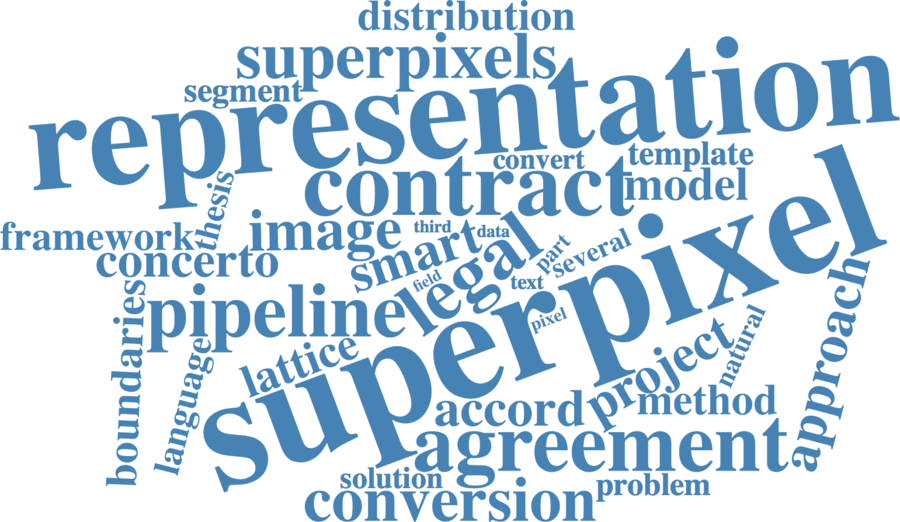 distribution
superpixels
segment
representation
convert
template
contract
model
thesis
framework
image
third
data
smart
legal
part
several
concerto
field
text
superpixel
pixel
boundaries
pipeline
approach
natural
language
lattice
project
accord
method
agreement
solution
problem
conversion